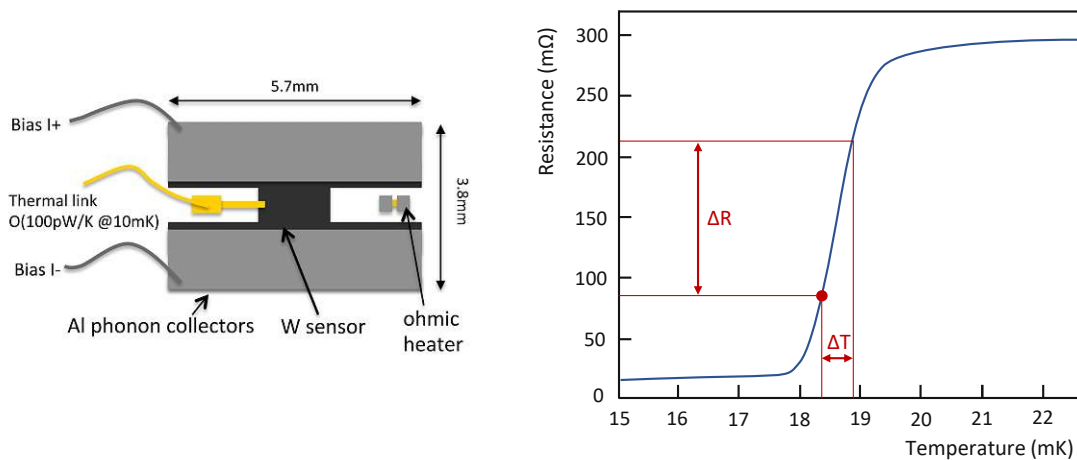 5.7mm
Bias I+
Thermal link
O(100pW/K @10mK)
3.8mm
Bias I-
Al phonon collectors
W sensor
ohmic
heater
Resistance (mΩ)
300
250
200
150
100
50
0
ΔR
ΔT
15 16 17 18 19 20 21 22
Temperature (mK)